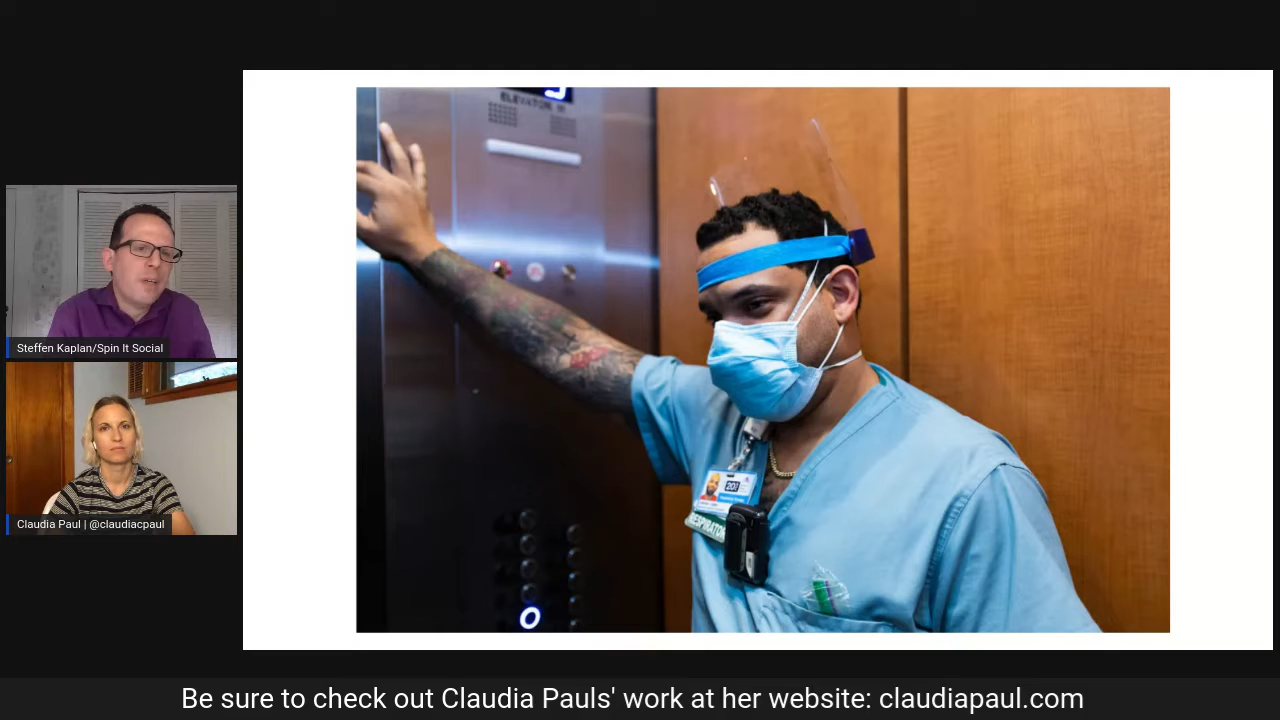 ELEVATOR
Steffen Kaplan/Spin It Social
RESPIRATOR
Claudia Paul | @claudiacpaul
Be sure to check out Claudia Pauls' work at her website: claudiapaul.com